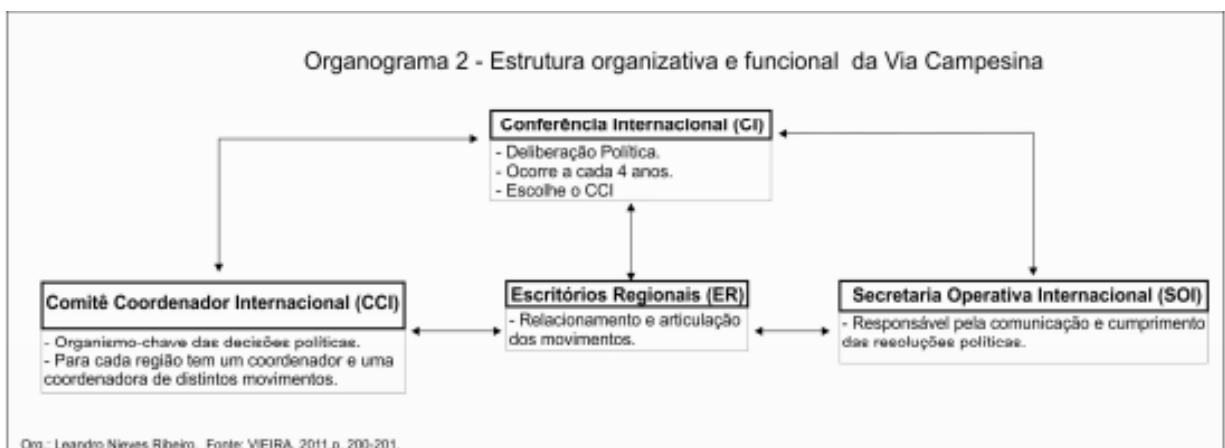 Organograma 2 - Estrutura organizativa e funcional da Via Campesina
Conferência Internacional (CI)
- Deliberação Política.
- Ocorre a cada 4 anos.
- Escolhe o CCI
Comitê Coordenador Internacional (CCI)
- Organismo-chave das decisões políticas.
- Para cada região tem um coordenador e uma
coordenadora de distintos movimentos.
Escritórios Regionais (ER)
- Relacionamento e articulação
dos movimentos.
Secretaria Operativa Internacional (SOI)
- Responsável pela comunicação e cumprimento
das resoluções políticas.
Org.: Leandro Nieves Ribeiro. Fonte: VIEIRA, 2011 p. 200-201.